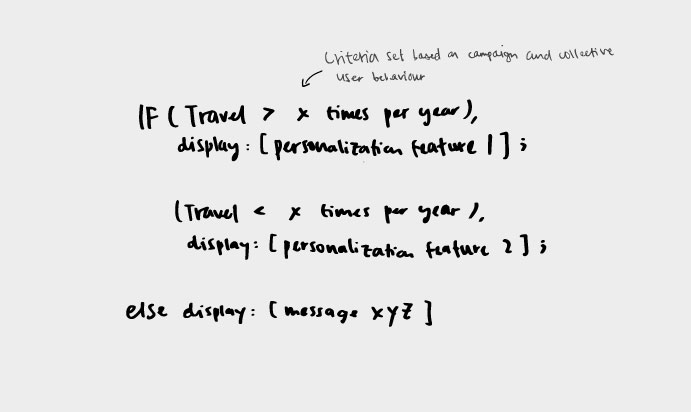 Criteria set based on campaign and collective
user behaviour
IF (Travel > x times per year),
display: [personalization feature 1];
(Travel < x times per year),
display: [personalization feature 2];
else display: [message xyz]